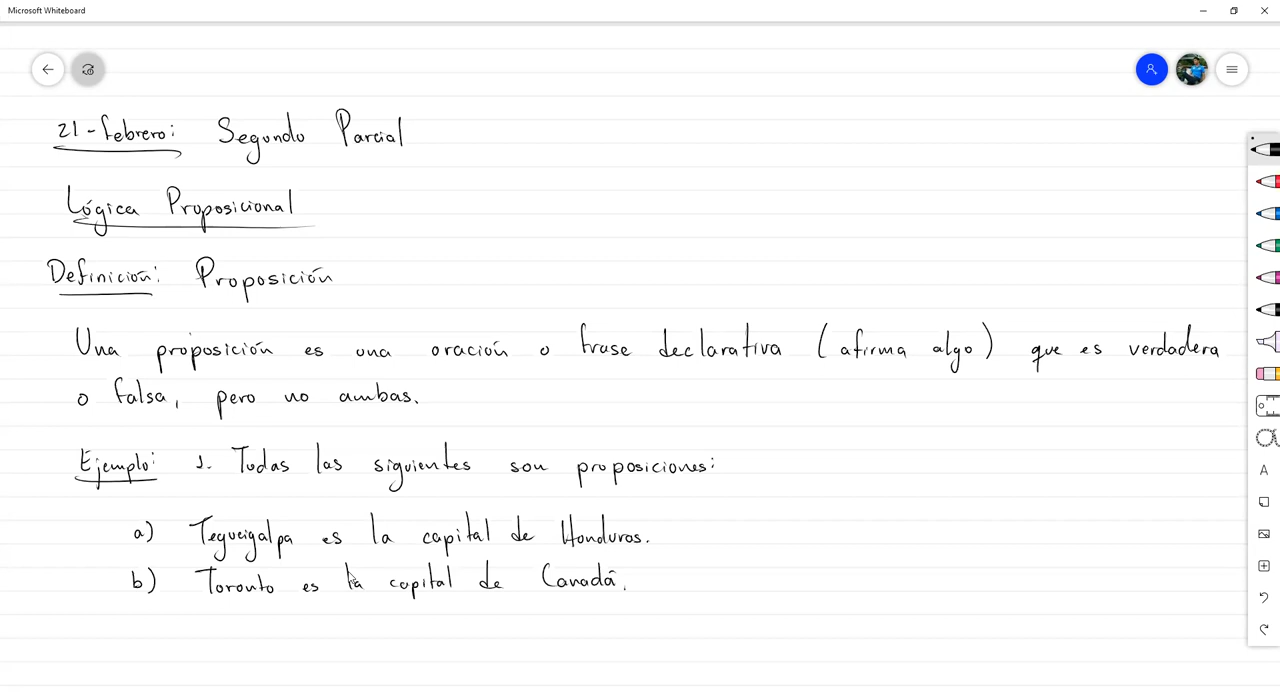 Microsoft Whiteboard
21-febrero: Segundo Parcial
Lógica Proposicional
Definición: Proposición
Una proposición es una oración o frase declarativa (afirma algo) que es verdadera
o falsa, pero no ambas.
Ejemplo: 1. Todas las siguientes son proposiciones:
a) Tegucigalpa es la capital de Honduras.
b) Toronto es la capital de Canadá.
A